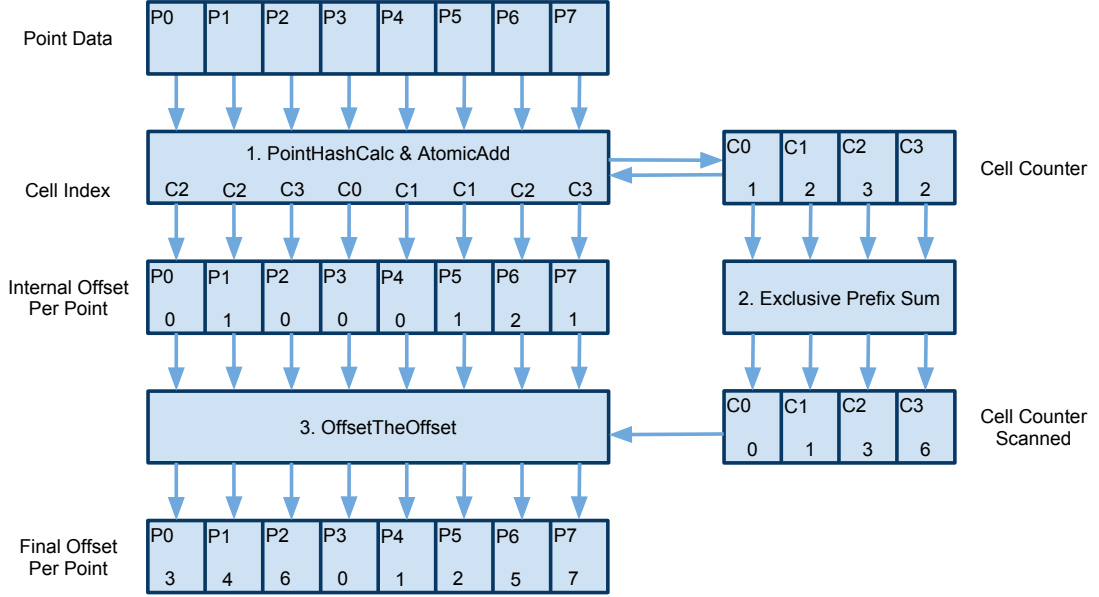 Point Data
P0 P1 P2 P3 P4 P5 P6 P7
1. PointHashCalc & AtomicAdd
Cell Index
C2 C2 C3 C0 C1 C1 C2 C3
C0 C1 C2 C3
1 2 3 2
Cell Counter
Internal Offset
Per Point
P0 P1 P2 P3 P4 P5 P6 P7
0 1 0 0 0 1 2 1
2. Exclusive Prefix Sum
3. OffsetTheOffset
C0 C1 C2 C3
0 1 3 6
Cell Counter
Scanned
Final Offset
Per Point
P0 P1 P2 P3 P4 P5 P6 P7
3 4 6 0 1 2 5 7